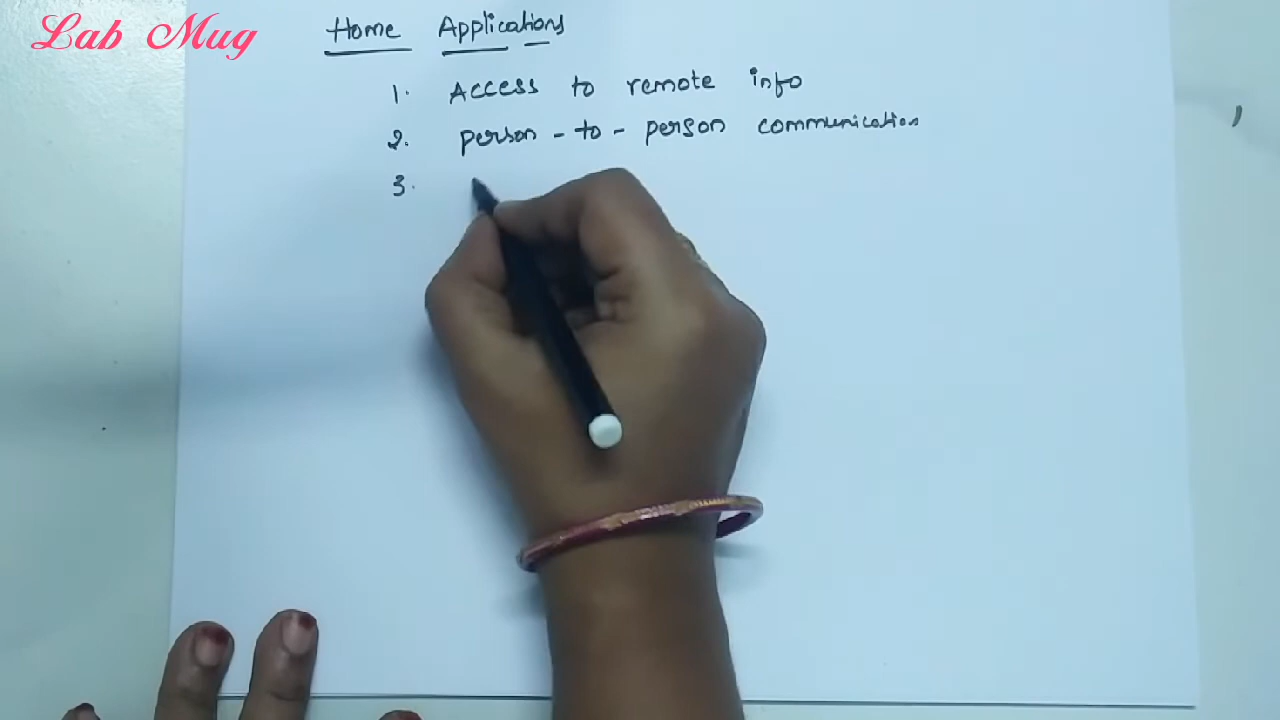 Lab Mug
Home Applications
1. Access to remote info
2. person-to-person communication
3.